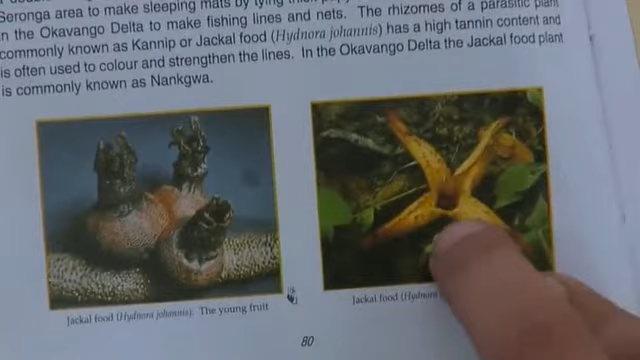 Seronga area to make sleeping mats by tying
in the Okavango Delta to make fishing lines and nets. The rhizomes of a parasitic plant
commonly known as Kannip or Jackal food (Hydnora johannis) has a high tannin content and
is often used to colour and strengthen the lines. In the Okavango Delta the Jackal food plant
is commonly known as Nankgwa.
Jackal food (Hydnora johannis): The young fruit
Jackal food (Hydnora
80